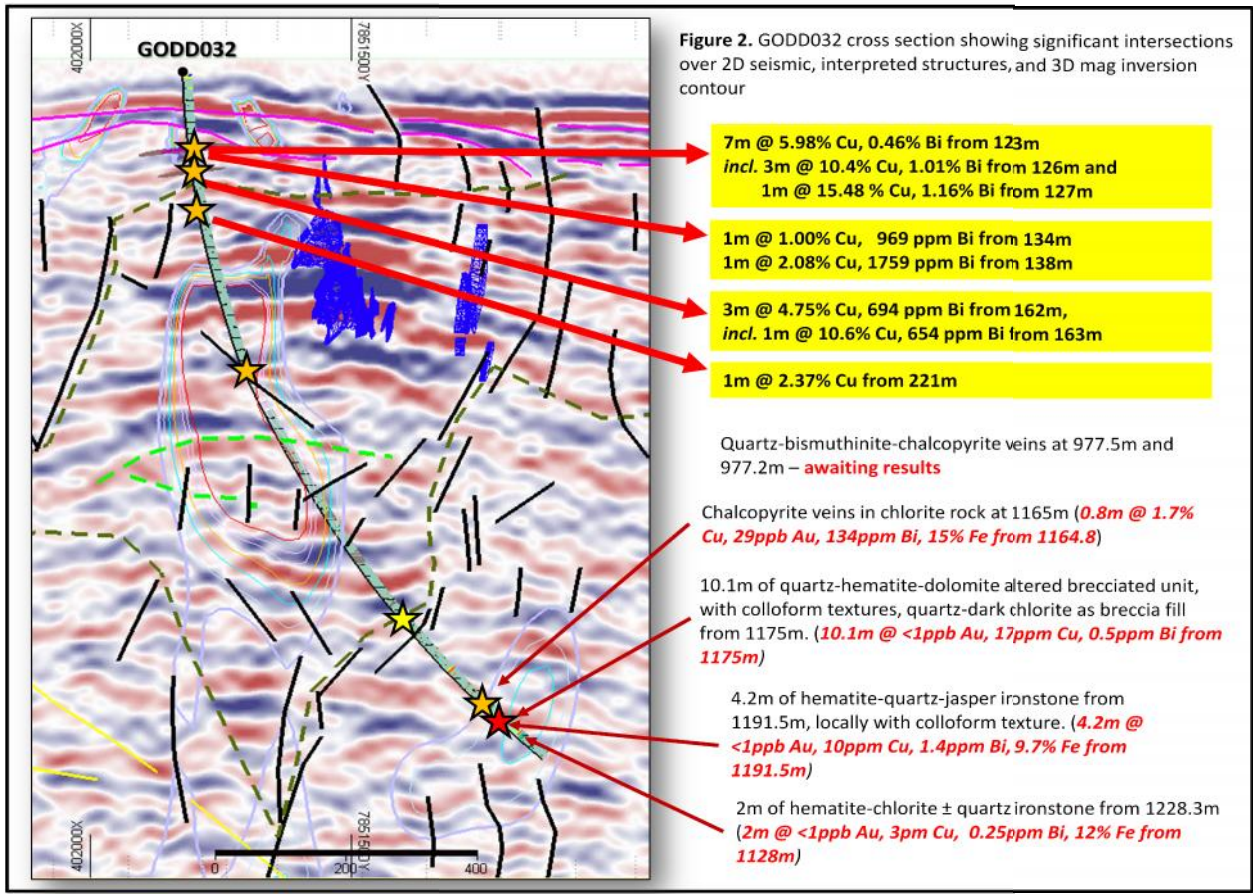 GODD032
402000X
7861500Y
Figure 2. GODD032 cross section showing significant intersections
over 2D seismic, interpreted structures, and 3D mag inversion
contour
7m @ 5.98% Cu, 0.46% Bi from 123m
incl. 3m @ 10.4% Cu, 1.01% Bi from 126m and
1m @ 15.48 % Cu, 1.16% Bi from 127m
1m @ 1.00% Cu, 969 ppm Bi from 134m
1m @ 2.08% Cu, 1759 ppm Bi from 138m
3m @ 4.75% Cu, 694 ppm Bi from 162m,
incl. 1m @ 10.6% Cu, 654 ppm Bi from 163m
1m @ 2.37% Cu from 221m
Quartz-bismuthinite-chalcopyrite veins at 977.5m and
977.2m – awaiting results
Chalcopyrite veins in chlorite rock at 1165m (0.8m @ 1.7%
Cu, 29ppb Au, 134ppm Bi, 15% Fe from 1164.8)
10.1m of quartz-hematite-dolomite altered brecciated unit,
with colloform textures, quartz-dark chlorite as breccia fill
from 1175m. (10.1m @ <1ppb Au, 17ppm Cu, 0.5ppm Bi from
1175m)
4.2m of hematite-quartz-jasper ironstone from
1191.5m, locally with colloform texture. (4.2m @
<1ppb Au, 10ppm Cu, 1.4ppm Bi, 9.7% Fe from
1191.5m)
2m of hematite-chlorite ± quartz ironstone from 1228.3m
(2m @ <1ppb Au, 3pm Cu, 0.25ppm Bi, 12% Fe from
1128m)
402000X
7861500Y
0 200 400